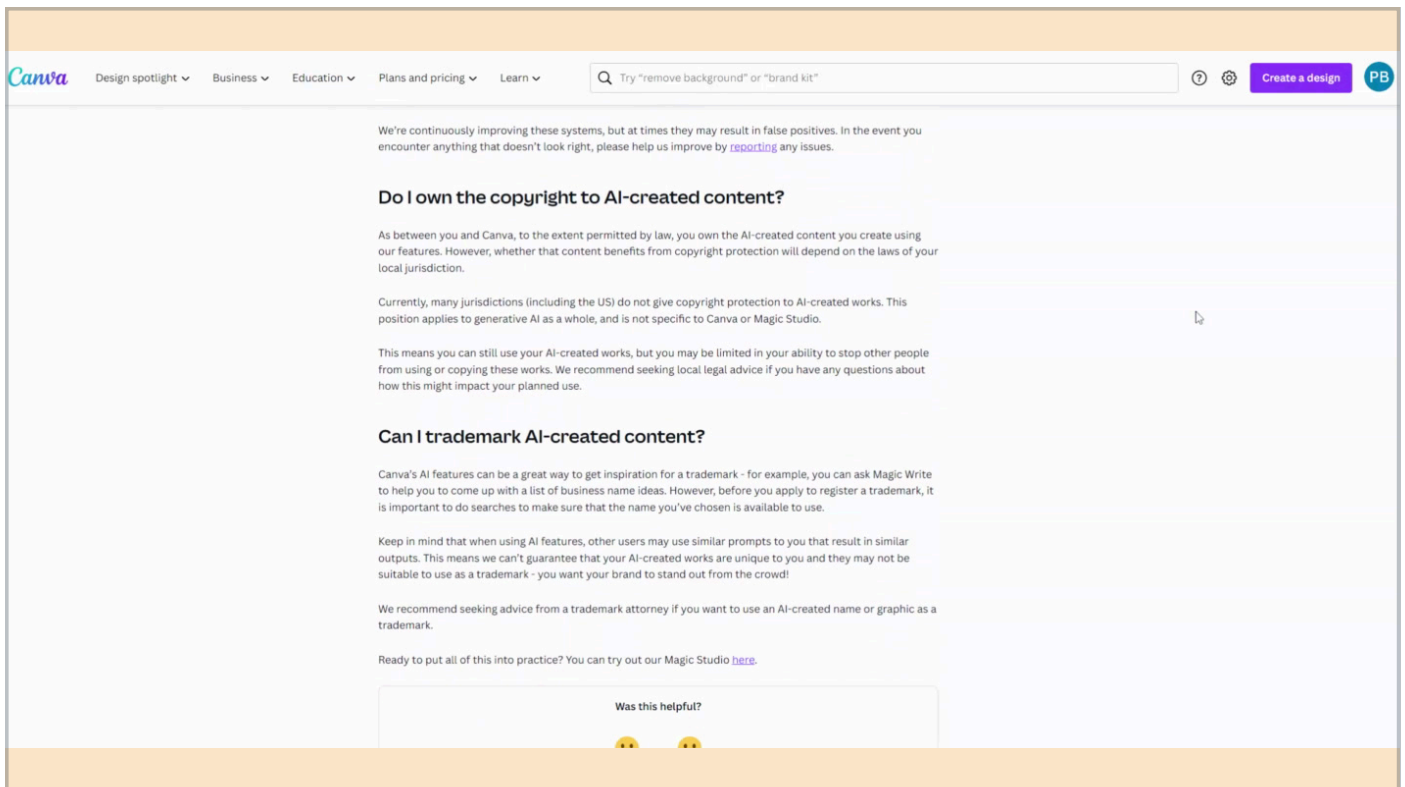 Canva
Design spotlight
Business
Education
Plans and pricing
Learn
Try "remove background" or "brand kit"
Create a design
PB
We're continuously improving these systems, but at times they may result in false positives. In the event you
encounter anything that doesn't look right, please help us improve by reporting any issues.
Do I own the copyright to AI-created content?
As between you and Canva, to the extent permitted by law, you own the AI-created content you create using
our features. However, whether that content benefits from copyright protection will depend on the laws of your
local jurisdiction.
Currently, many jurisdictions (including the US) do not give copyright protection to AI-created works. This
position applies to generative AI as a whole, and is not specific to Canva or Magic Studio.
This means you can still use your AI-created works, but you may be limited in your ability to stop other people
from using or copying these works. We recommend seeking local legal advice if you have any questions about
how this might impact your planned use.
Can I trademark AI-created content?
Canva's AI features can be a great way to get inspiration for a trademark - for example, you can ask Magic Write
to help you to come up with a list of business name ideas. However, before you apply to register a trademark, it
is important to do searches to make sure that the name you've chosen is available to use.
Keep in mind that when using AI features, other users may use similar prompts to you that result in similar
outputs. This means we can't guarantee that your AI-created works are unique to you and they may not be
suitable to use as a trademark - you want your brand to stand out from the crowd!
We recommend seeking advice from a trademark attorney if you want to use an AI-created name or graphic as a
trademark.
Ready to put all of this into practice? You can try out our Magic Studio here.
Was this helpful?